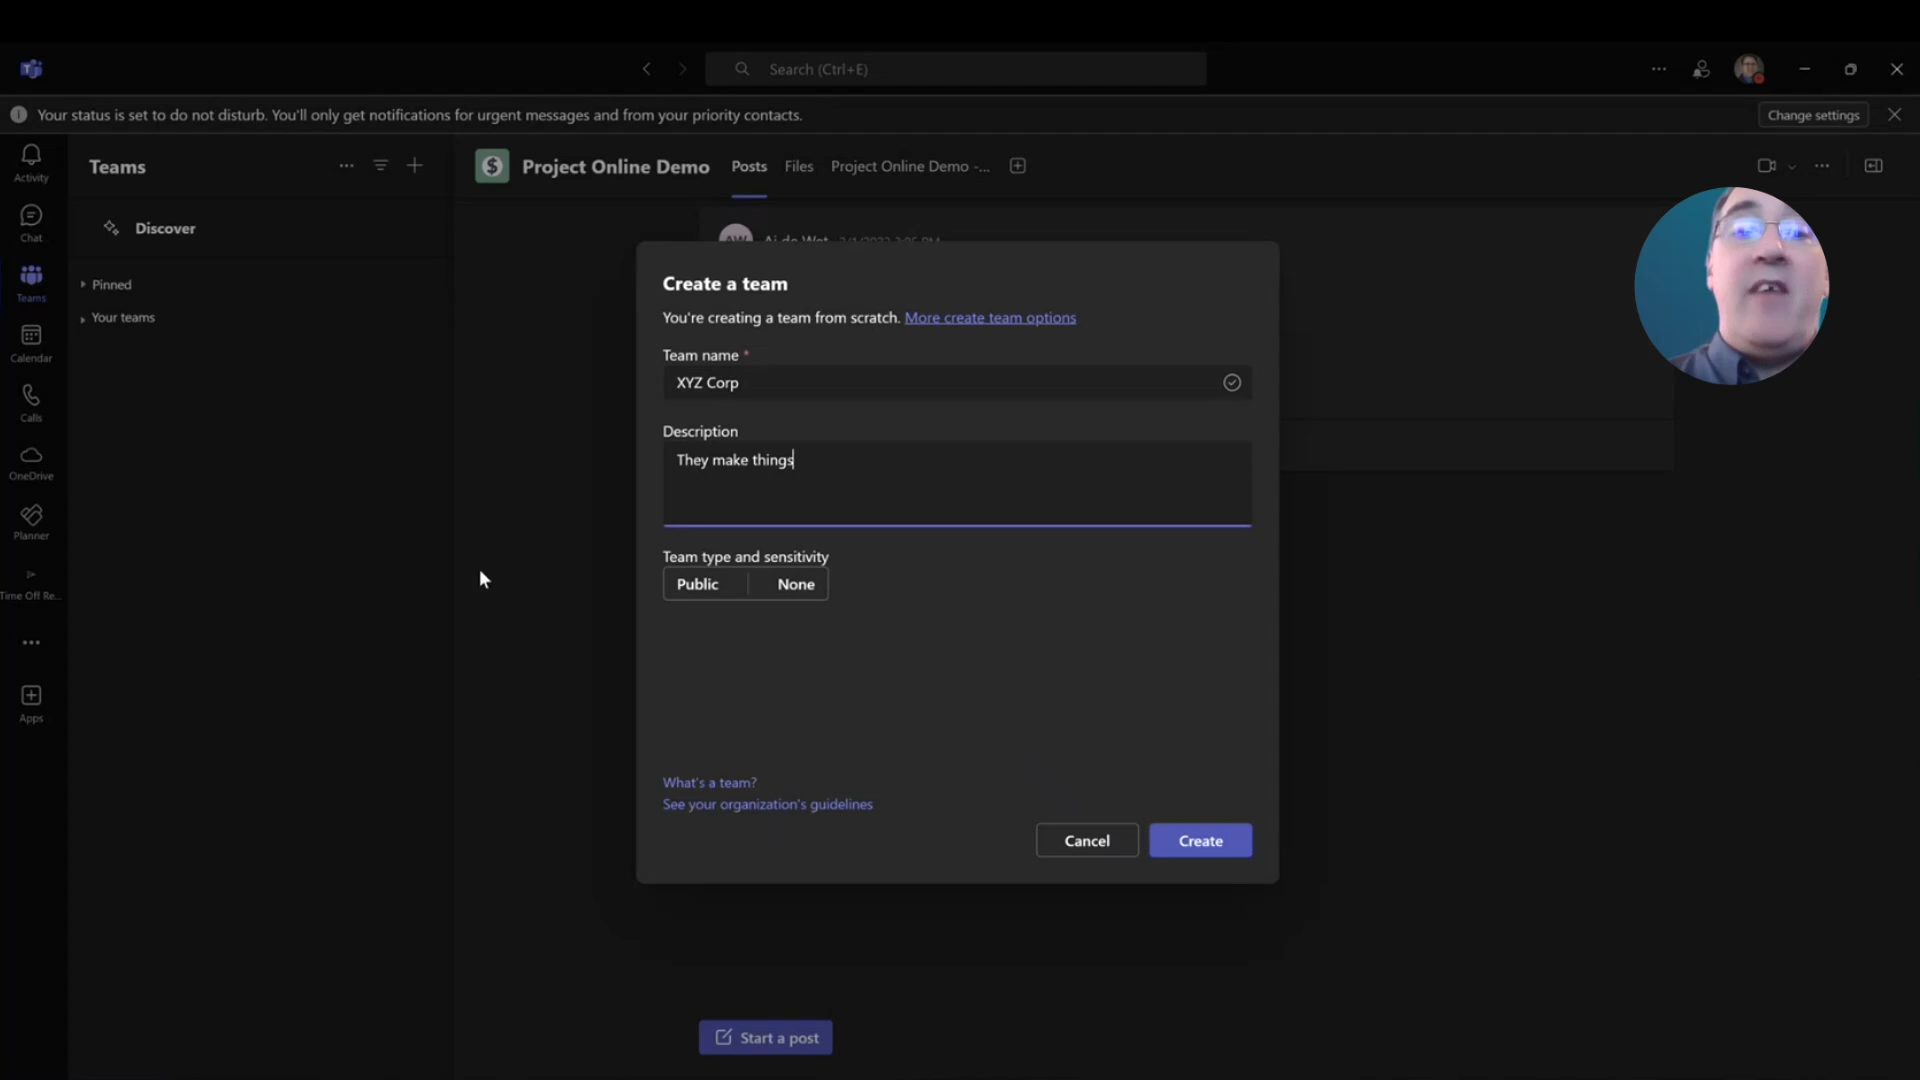 Search (Ctrl+E)
Your status is set to do not disturb. You'll only get notifications for urgent messages and from your priority contacts.
Change settings
Activity
Chat
Teams
Calendar
Calls
OneDrive
Planner
Time Off Re...
Apps
Teams
Discover
Pinned
Your teams
Project Online Demo
Posts
Files
Project Online Demo -...
Create a team
You're creating a team from scratch. More create team options
Team name *
XYZ Corp
Description
They make things
Team type and sensitivity
Public
None
What's a team?
See your organization's guidelines
Cancel
Create
Start a post